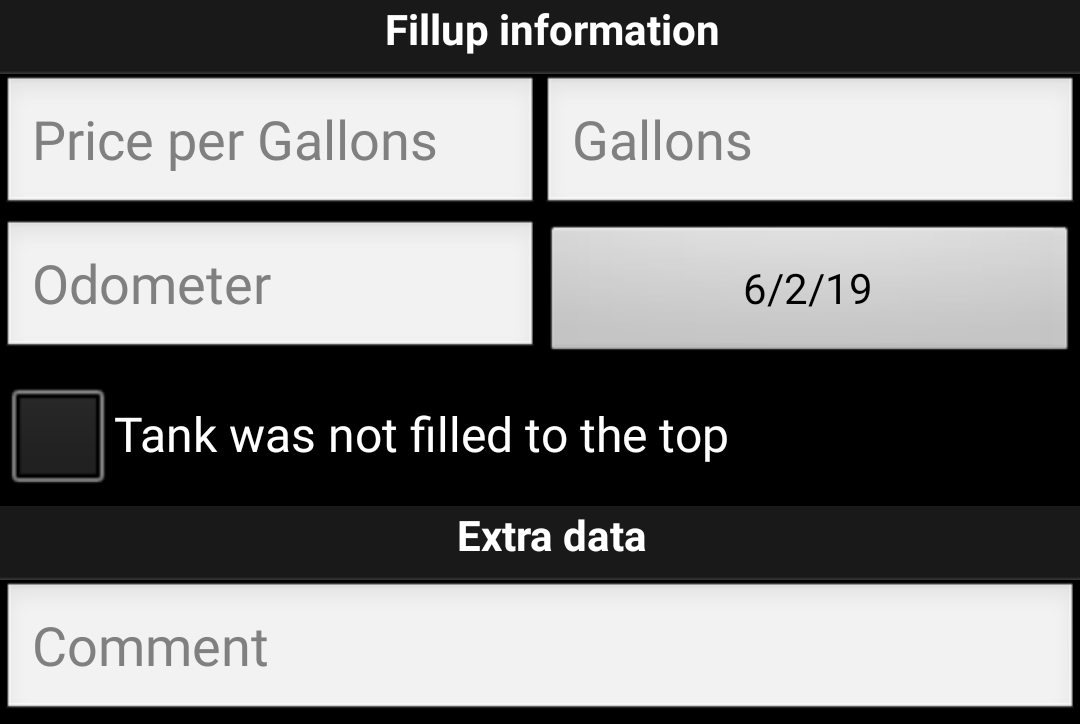 Fillup information
Price per Gallons
Gallons
Odometer
6/2/19
Tank was not filled to the top
Extra data
Comment